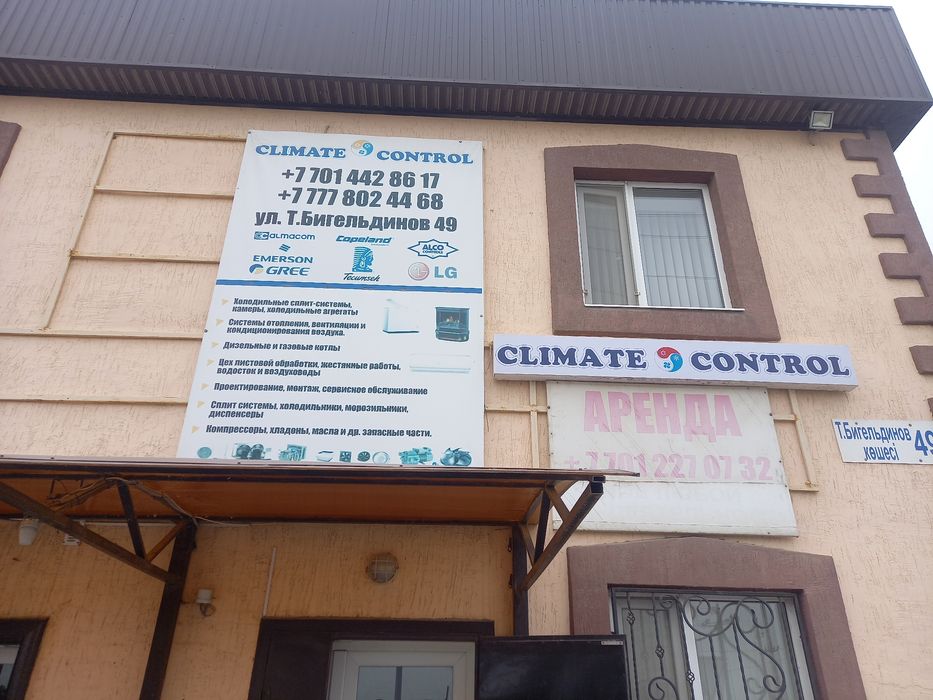 CLIMATE CONTROL
+7 701 442 86 17
+7 777 802 44 68
ул. Т.Бигельдинов 49
almacom
Copeland
ALCO
CONTROLS
EMERSON
GREE
Tecumseh
LG
Холодильные сплит-системы,
камеры, холодильные агрегаты
Системы отопления, вентиляции и
кондиционирования воздуха.
Дизельные и газовые котлы
Цех листовой обработки, жестянные работы,
водосток и воздуховоды
Проектирование, монтаж, сервисное обслуживание
Сплит системы, холодильники, морозильники,
диспенсеры
Компрессоры, хладоны, масла и др. запасные части.
CLIMATE CONTROL
АРЕНДА
+ 7 701 227 07 32
Т.Бигельдинов
көшесі
49